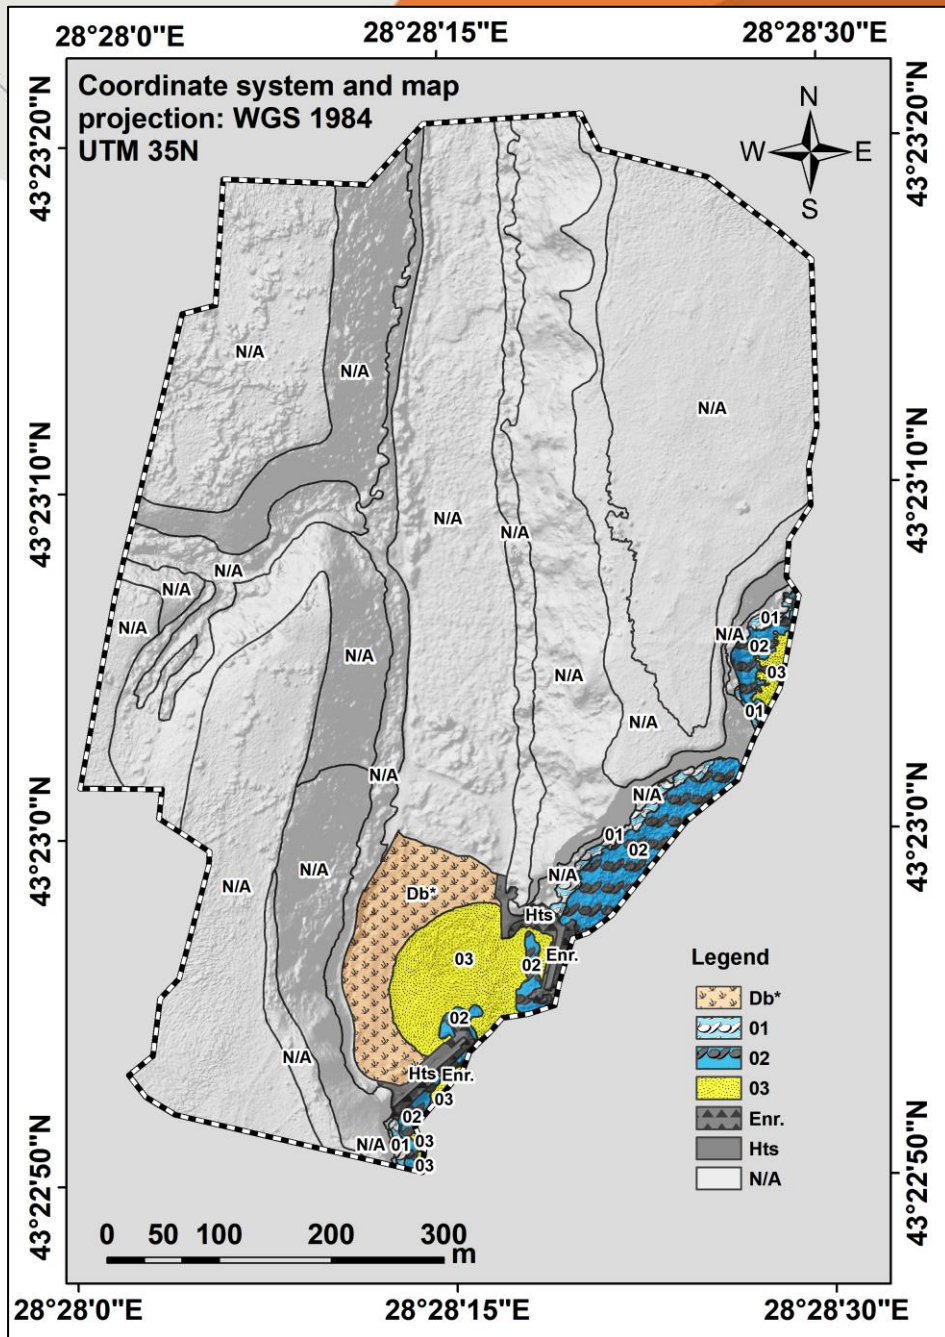 28°28'0"E
28°28'15"E
28°28'30"E
Coordinate system and map
projection: WGS 1984
UTM 35N
N
W
E
S
43°23'20"N
43°23'20"N
N/A
N/A
N/A
43°23'10"N
43°23'10"N
N/A
N/A
N/A
N/A
N/A
01
N/A
02
N/A
03
N/A
01
N/A
N/A
N/A
43°23'0"N
43°23'0"N
01
02
N/A
N/A
N/A
Db*
Hts
03
02
Enr.
02
N/A
Hts
Enr.
03
02
N/A
01
03
03
Legend
Db*
01
02
03
Enr.
Hts
N/A
43°22'50"N
43°22'50"N
0 50 100 200 300
m
28°28'0"E
28°28'15"E
28°28'30"E